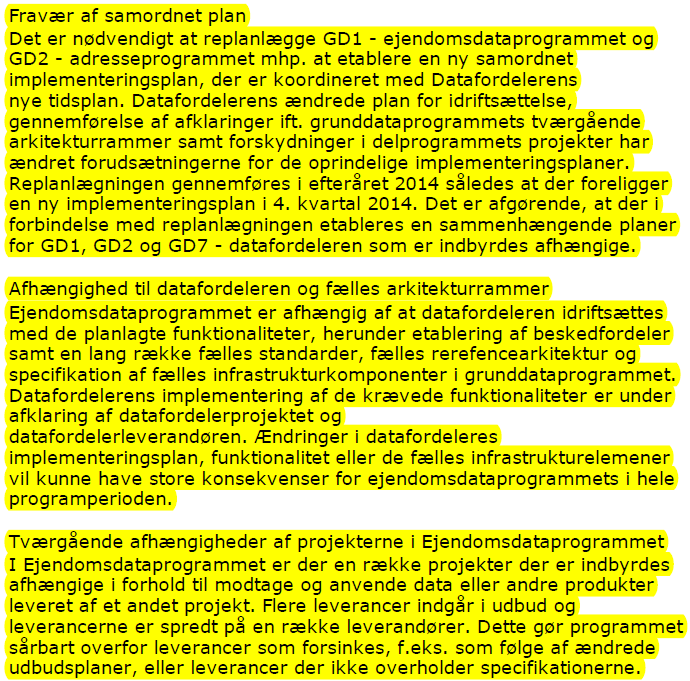 Fravær af samordnet plan
Det er nødvendigt at replanlægge GD1 - ejendomsdataprogrammet og
GD2 - adresseprogrammet mhp. at etablere en ny samordnet
implementeringsplan, der er koordineret med Datafordelerens
nye tidsplan. Datafordelerens ændrede plan for idriftsættelse,
gennemførelse af afklaringer ift. grunddataprogrammets tværgående
arkitekturrammer samt forskydninger i delprogrammets projekter har
ændret forudsætningerne for de oprindelige implementeringsplaner.
Replanlægningen gennemføres i efteråret 2014 således at der foreligger
en ny implementeringsplan i 4. kvartal 2014. Det er afgørende, at der i
forbindelse med replanlægningen etableres en sammenhængende planer
for GD1, GD2 og GD7 - datafordeleren som er indbyrdes afhængige.
Afhængighed til datafordeleren og fælles arkitekturrammer
Ejendomsdataprogrammet er afhængig af at datafordeleren idriftsættes
med de planlagte funktionaliteter, herunder etablering af beskedfordeler
samt en lang række fælles standarder, fælles rerefencearkitektur og
specifikation af fælles infrastrukturkomponenter i grunddataprogrammet.
Datafordelerens implementering af de krævede funktionaliteter er under
afklaring af datafordelerprojektet og
datafordelerleverandøren. Ændringer i datafordeleres
implementeringsplan, funktionalitet eller de fælles infrastrukturelemener
vil kunne have store konsekvenser for ejendomsdataprogrammets i hele
programperioden.
Tværgående afhængigheder af projekterne i Ejendomsdataprogrammet
I Ejendomsdataprogrammet er der en række projekter der er indbyrdes
afhængige i forhold til modtage og anvende data eller andre produkter
leveret af et andet projekt. Flere leverancer indgår i udbud og
leverancerne er spredt på en række leverandører. Dette gør programmet
sårbart overfor leverancer som forsinkes, f.eks. som følge af ændrede
udbudsplaner, eller leverancer der ikke overholder specifikationerne.